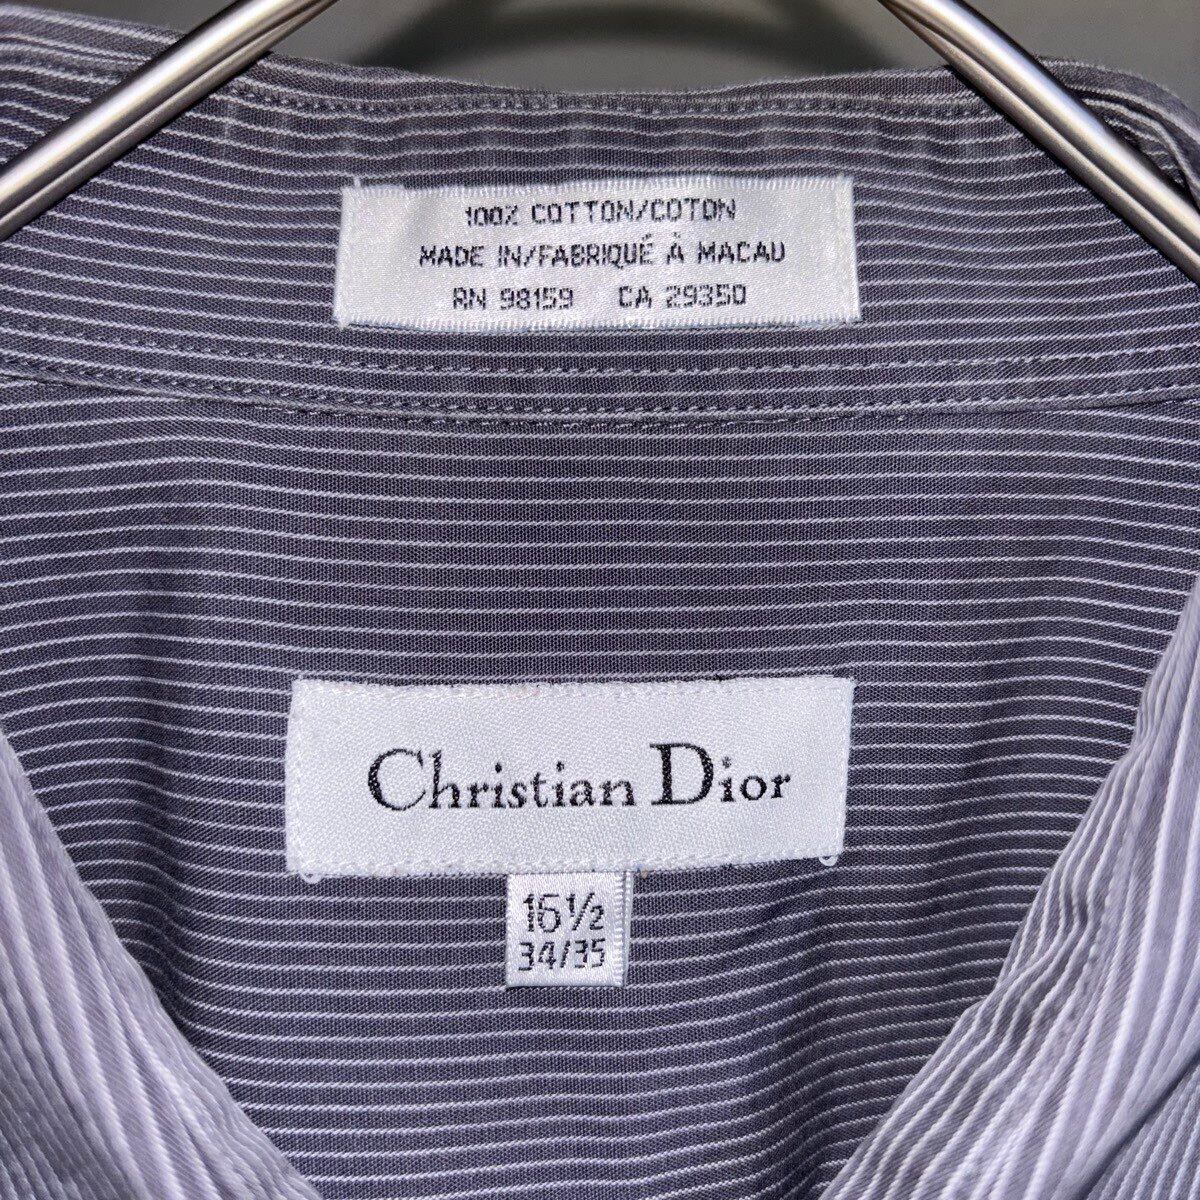 100% COTTON/COTON
MADE IN/FABRIQUÉ À MACAU
RN 98159 CA 29350
Christian Dior
16½
34/35